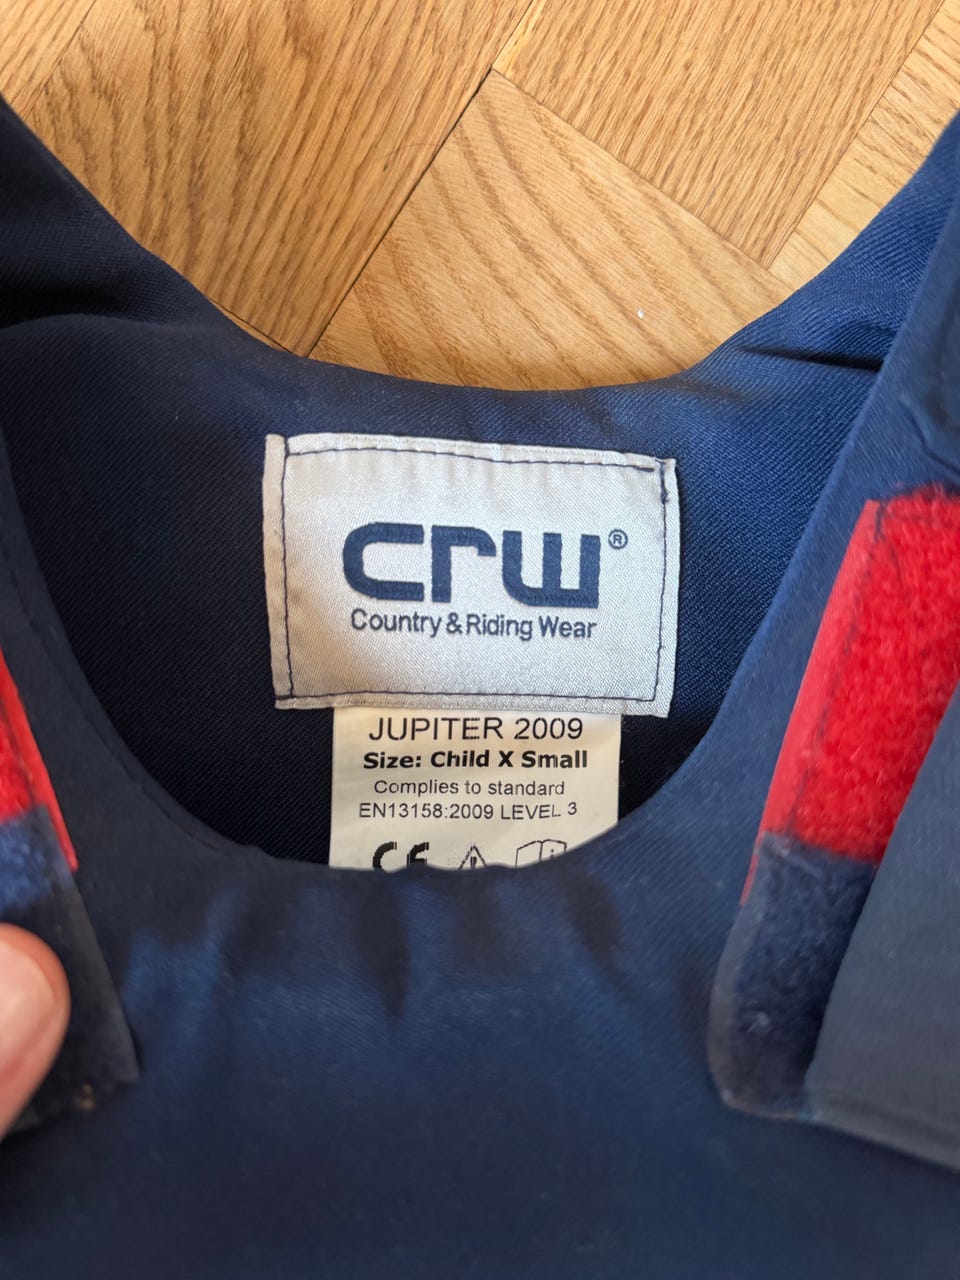 crw®
Country & Riding Wear
JUPITER 2009
Size: Child X Small
Complies to standard
EN13158:2009 LEVEL 3
CE